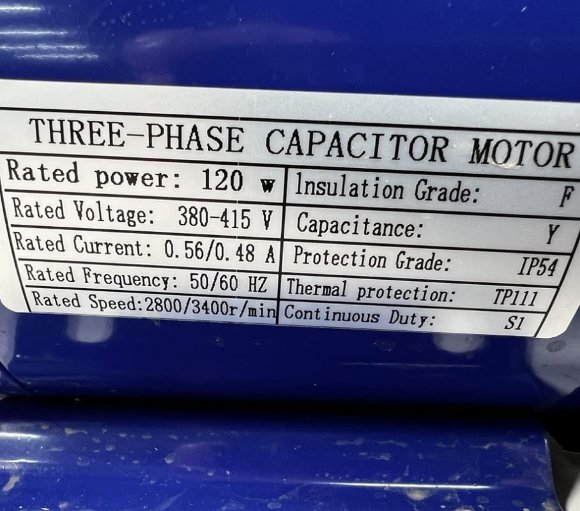 THREE-PHASE CAPACITOR MOTOR
Rated power: 120 w Insulation Grade: F
Rated Voltage: 380-415 V Capacitance: Y
Rated Current: 0.56/0.48 A Protection Grade: IP54
Rated Frequency: 50/60 HZ Thermal protection: TP111
Rated Speed:2800/3400r/min Continuous Duty: S1